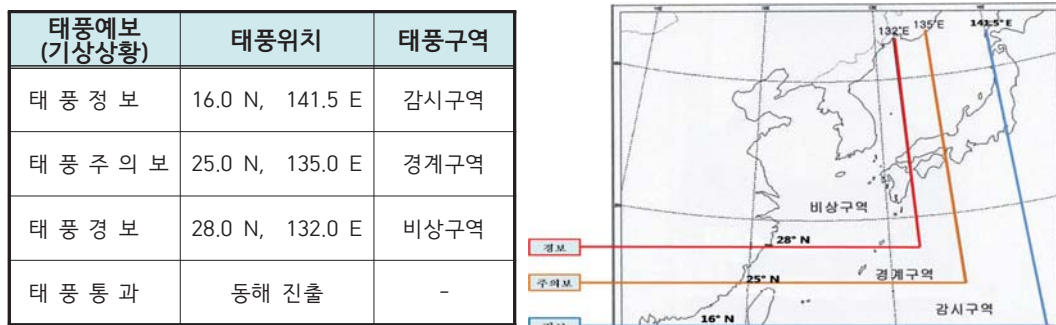 태풍예보
(기상상황)
태풍위치
태풍구역
태 풍 정 보
16.0 N, 141.5 E
감시구역
태 풍 주 의 보
25.0 N, 135.0 E
경계구역
태 풍 경 보
28.0 N, 132.0 E
비상구역
태 풍 통 과
동해 진출
-
132°E
135°E
141.5°E
비상구역
경보
28° N
경계구역
주의보
25° N
감시구역
16° N